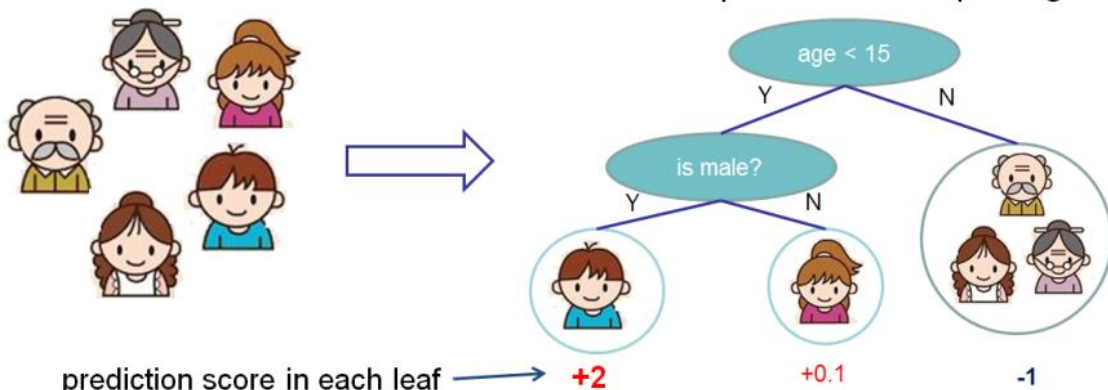 age < 15
Y
N
is male?
Y
N
prediction score in each leaf
+2
+0.1
-1